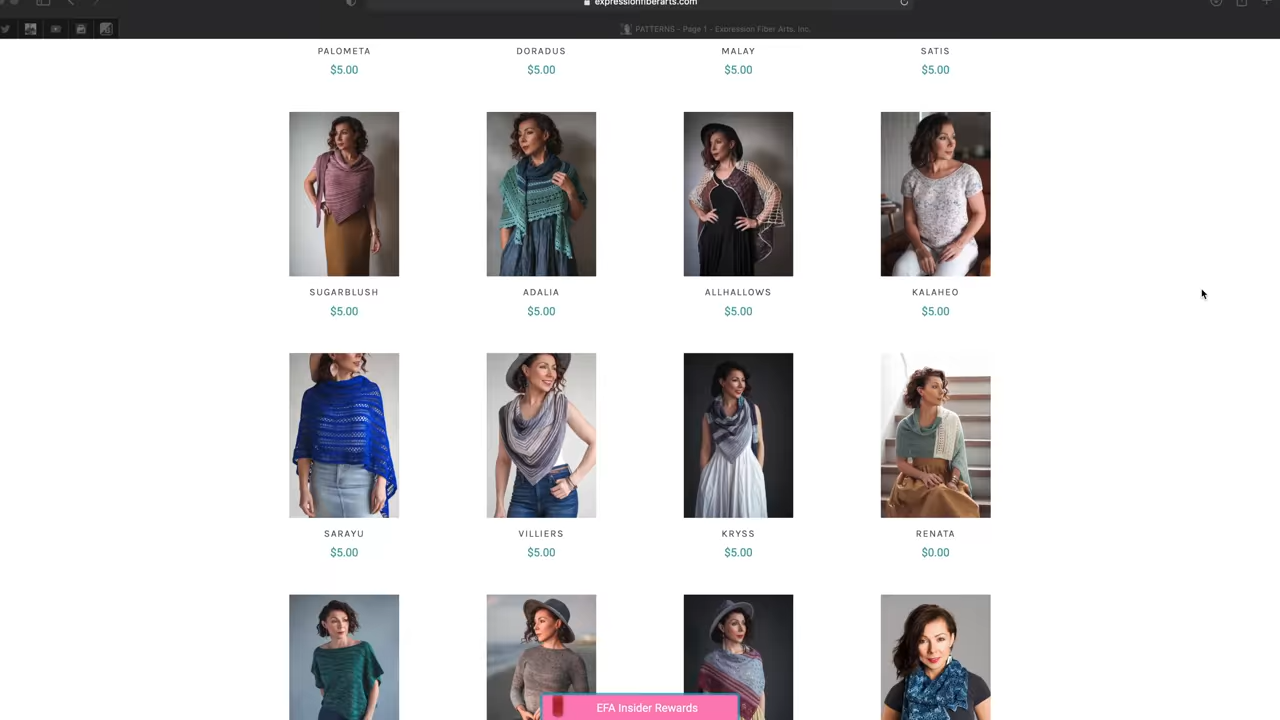 expressionfiberarts.com
PATTERNS - Page 1 - Expression Fiber Arts, Inc.
PALOMETA
DORADUS
MALAY
SATIS
$5.00
$5.00
$5.00
$5.00
SUGARBLUSH
ADALIA
ALLHALLOWS
KALAHEO
$5.00
$5.00
$5.00
$5.00
SARAYU
VILLIERS
KRYSS
RENATA
$5.00
$5.00
$5.00
$0.00
EFA Insider Rewards